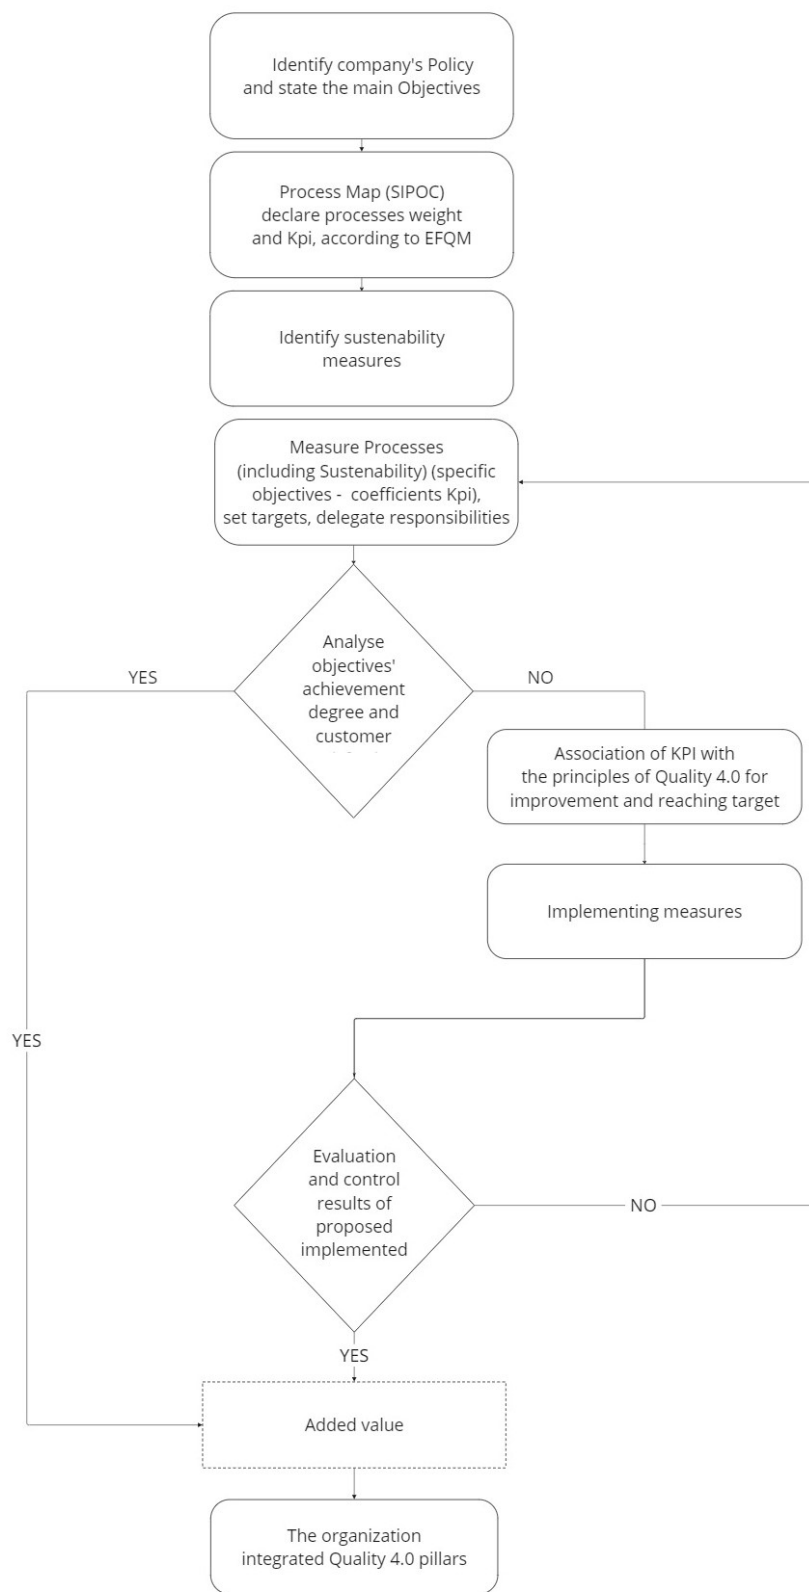 Identify company's Policy
and state the main Objectives
Process Map (SIPOC)
declare processes weight
and Kpi, according to EFQM
Identify sustenability
measures
Measure Processes
(including Sustenability) (specific
objectives - coefficients Kpi),
set targets, delegate responsibilities
Analyse
objectives'
achievement
degree and
customer
YES
NO
Association of KPI with
the principles of Quality 4.0 for
improvement and reaching target
Implementing measures
YES
Evaluation
and control
results of
proposed
implemented
NO
YES
Added value
The organization
integrated Quality 4.0 pillars